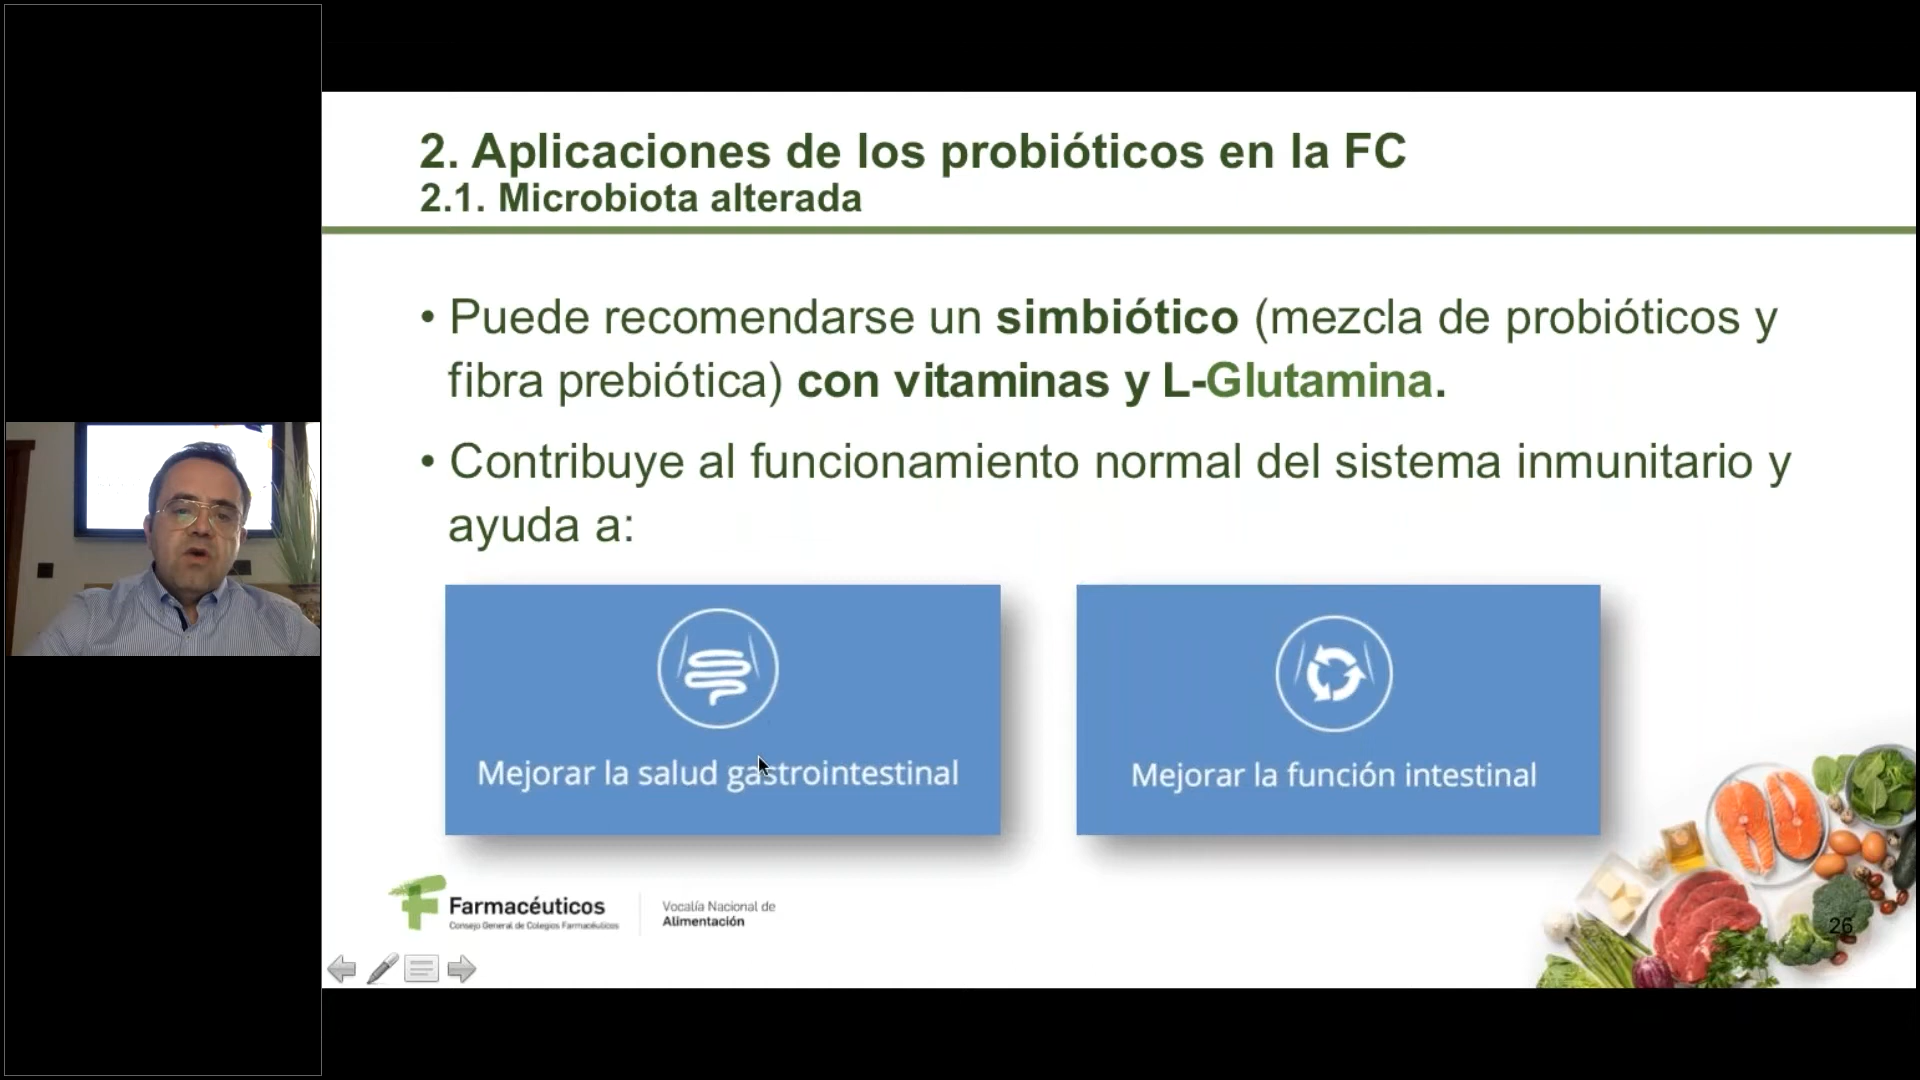 2. Aplicaciones de los probióticos en la FC
2.1. Microbiota alterada
• Puede recomendarse un simbiótico (mezcla de probióticos y
fibra prebiótica) con vitaminas y L-Glutamina.
• Contribuye al funcionamiento normal del sistema inmunitario y
ayuda a:
Mejorar la salud gastrointestinal
Mejorar la función intestinal
Farmacéuticos
Consejo General de Colegios Farmacéuticos
Vocalía Nacional de
Alimentación
26